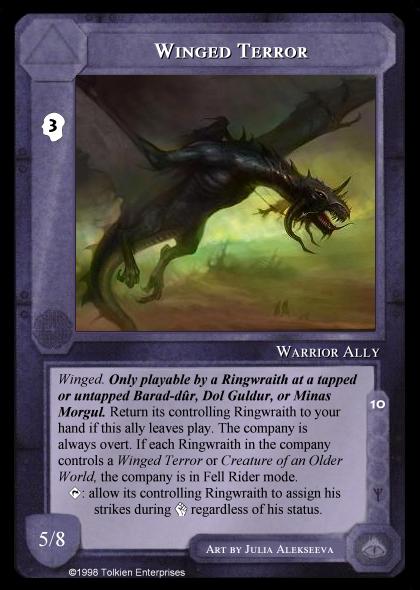 WINGED TERROR
3
WARRIOR ALLY
Winged. Only playable by a Ringwraith at a tapped
or untapped Barad-dûr, Dol Guldur, or Minas
Morgul. Return its controlling Ringwraith to your
hand if this ally leaves play. The company is
always overt. If each Ringwraith in the company
controls a Winged Terror or Creature of an Older
World, the company is in Fell Rider mode.
: allow its controlling Ringwraith to assign his
strikes during regardless of his status.
10
5/8
ART BY JULIA ALEKSEEVA
©1998 Tolkien Enterprises